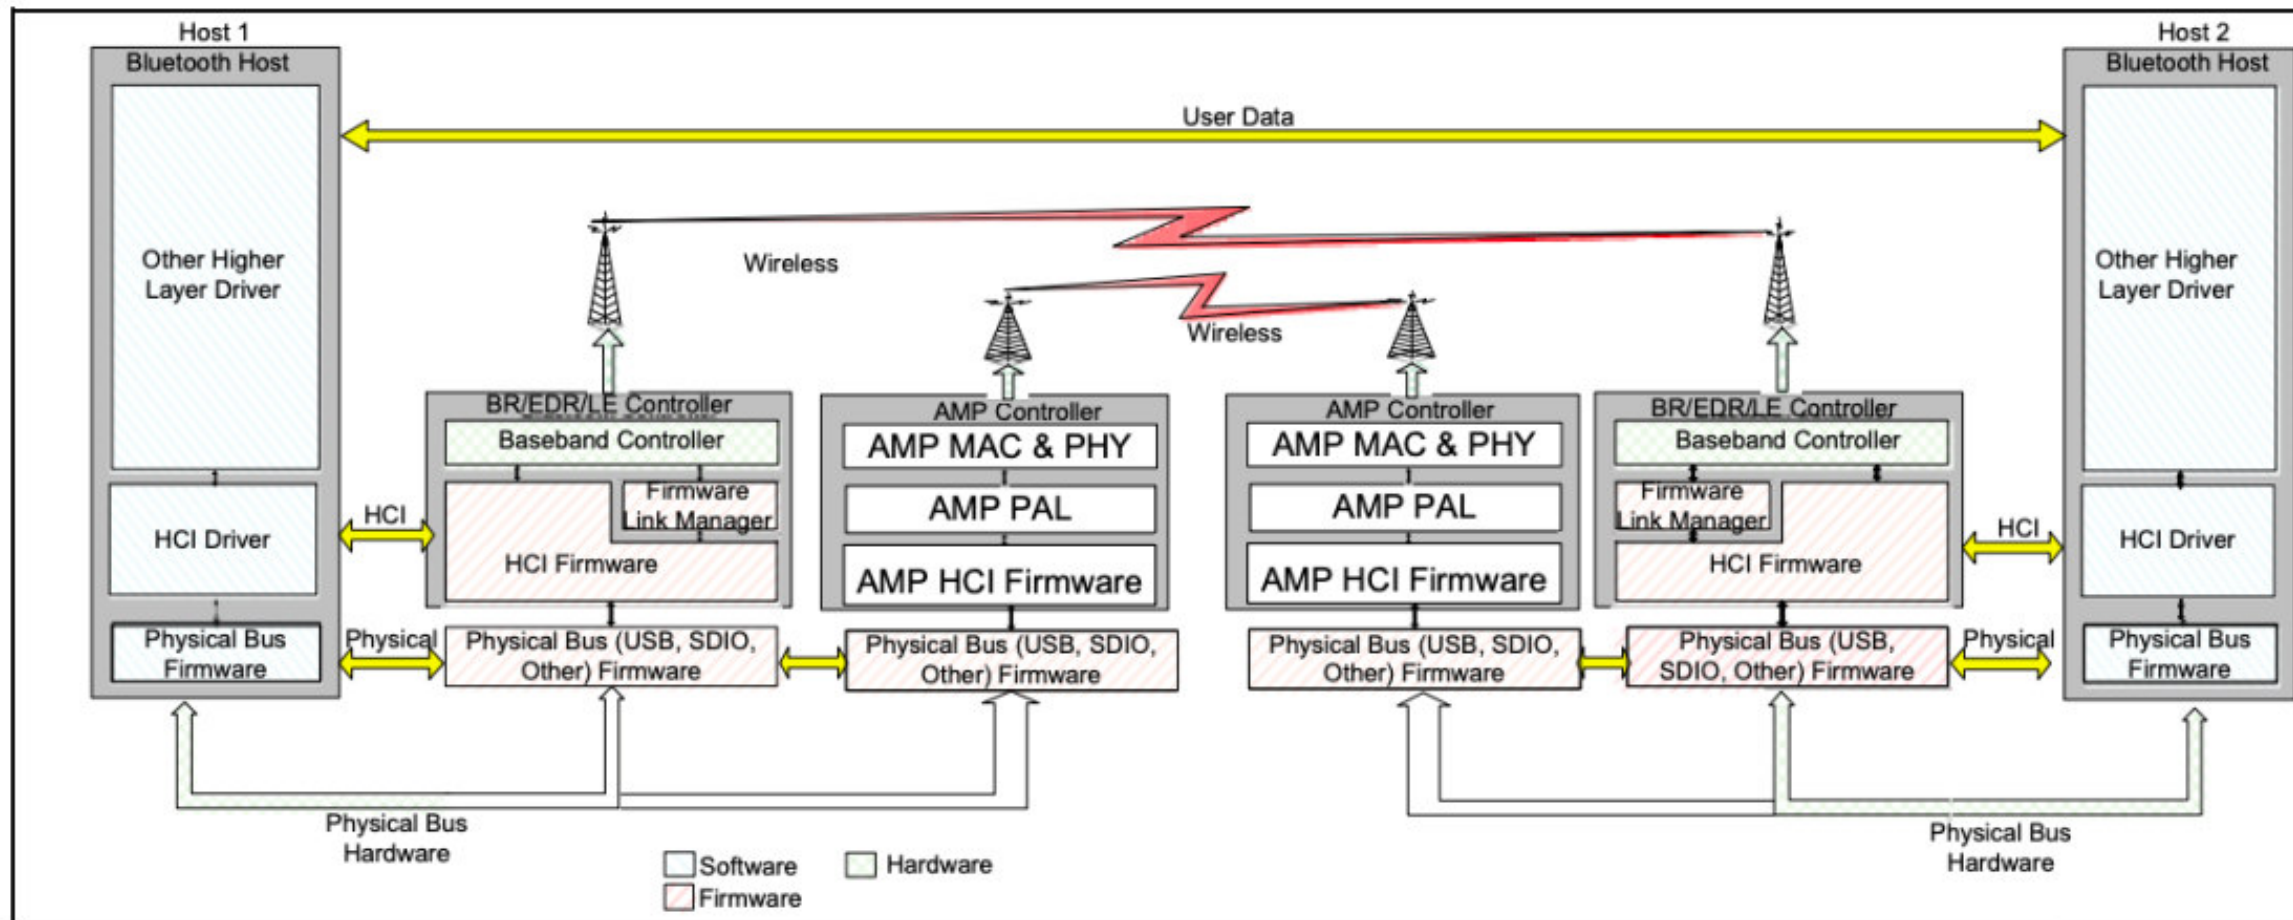 Host 1
Bluetooth Host
Other Higher
Layer Driver
HCI Driver
Physical Bus
Firmware
HCI
Physical
User Data
Wireless
Wireless
BR/EDR/LE Controller
Baseband Controller
Firmware
Link Manager
HCI Firmware
Physical Bus (USB, SDIO,
Other) Firmware
AMP Controller
AMP MAC & PHY
AMP PAL
AMP HCI Firmware
Physical Bus (USB, SDIO,
Other) Firmware
AMP Controller
AMP MAC & PHY
AMP PAL
AMP HCI Firmware
Physical Bus (USB, SDIO,
Other) Firmware
BR/EDR/LE Controller
Baseband Controller
Firmware
Link Manager
HCI Firmware
Physical Bus (USB,
SDIO, Other) Firmware
HCI
Physical
Host 2
Bluetooth Host
Other Higher
Layer Driver
HCI Driver
Physical Bus
Firmware
Physical Bus
Hardware
Physical Bus
Hardware
Software
Hardware
Firmware